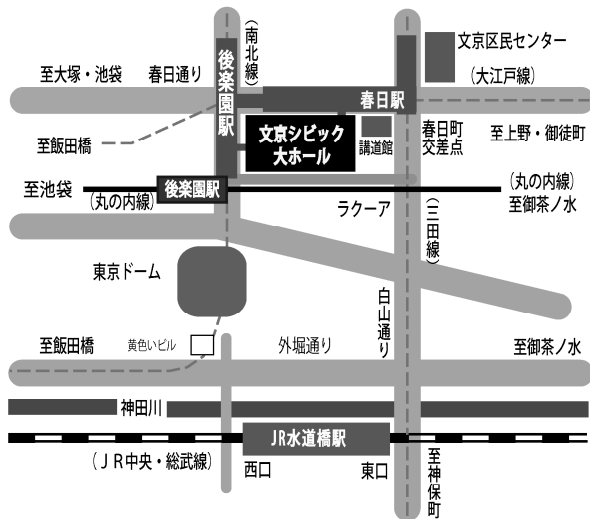 （南北線）
文京区民センター
至大塚・池袋
春日通り
後楽園駅
（大江戸線）
春日駅
文京シビック
大ホール
講道館
春日町
交差点
至上野・御徒町
至飯田橋
至池袋
（丸の内線）
後楽園駅
（丸の内線）
至御茶ノ水
ラクーア
（三田線）
東京ドーム
白山通り
至飯田橋
黄色いビル
外堀通り
至御茶ノ水
神田川
JR水道橋駅
（ＪＲ中央・総武線）
西口
東口
至神保町